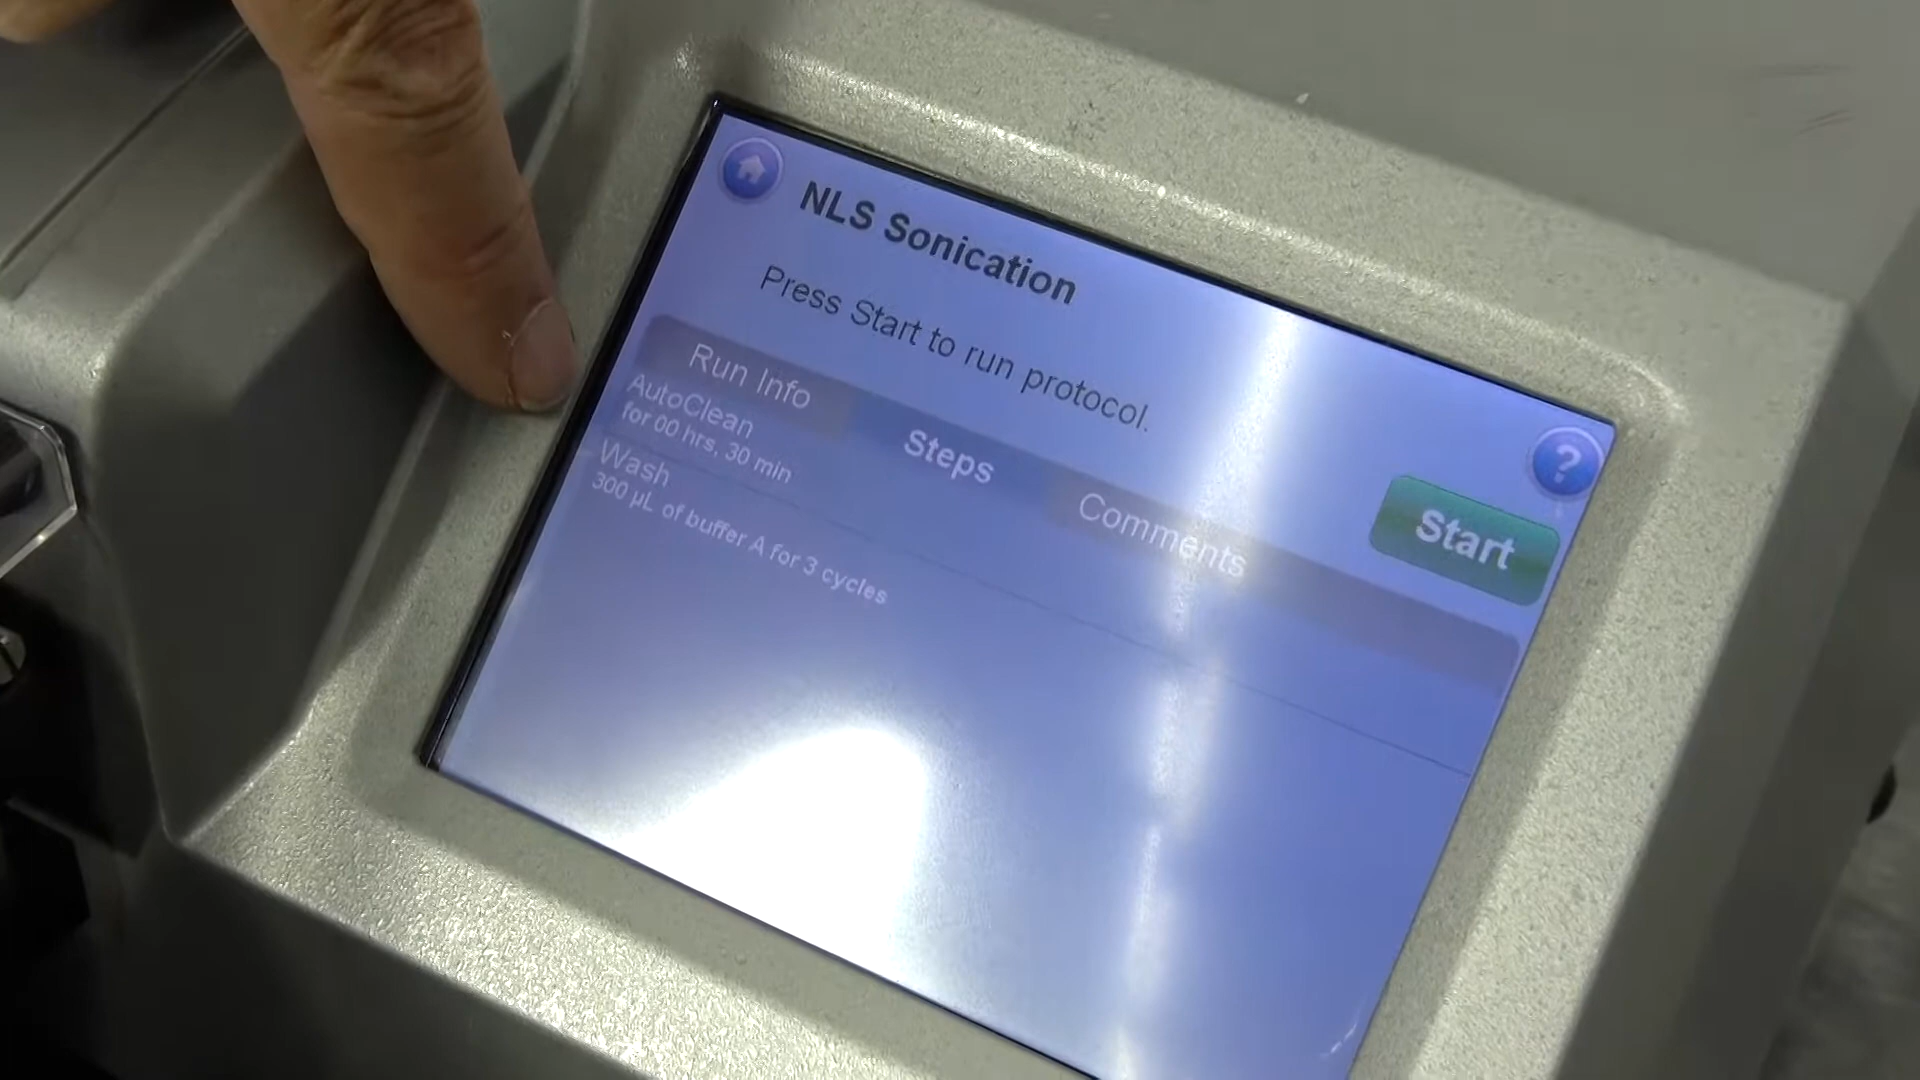 NLS Sonication
Press Start to run protocol.
Run Info
Steps
Comments
?
Start
AutoClean
for 00 hrs, 30 min
Wash
300 µL of buffer A for 3 cycles